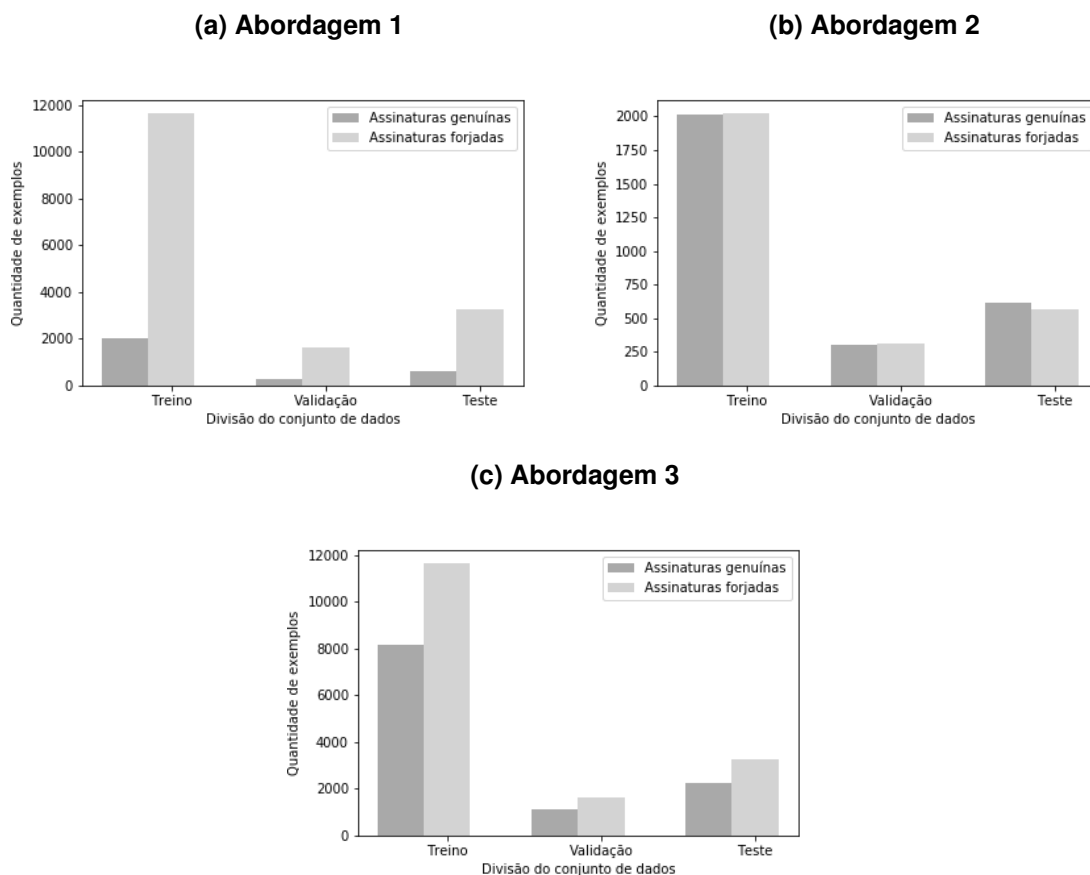 (a) Abordagem 1
12000
10000
8000
6000
4000
2000
0
Quantidade de exemplos
Assinaturas genuínas
Assinaturas forjadas
Treino
Validação
Teste
Divisão do conjunto de dados
(b) Abordagem 2
2000
1750
1500
1250
1000
750
500
250
0
Quantidade de exemplos
Assinaturas genuínas
Assinaturas forjadas
Treino
Validação
Teste
Divisão do conjunto de dados
(c) Abordagem 3
12000
10000
8000
6000
4000
2000
0
Quantidade de exemplos
Assinaturas genuínas
Assinaturas forjadas
Treino
Validação
Teste
Divisão do conjunto de dados